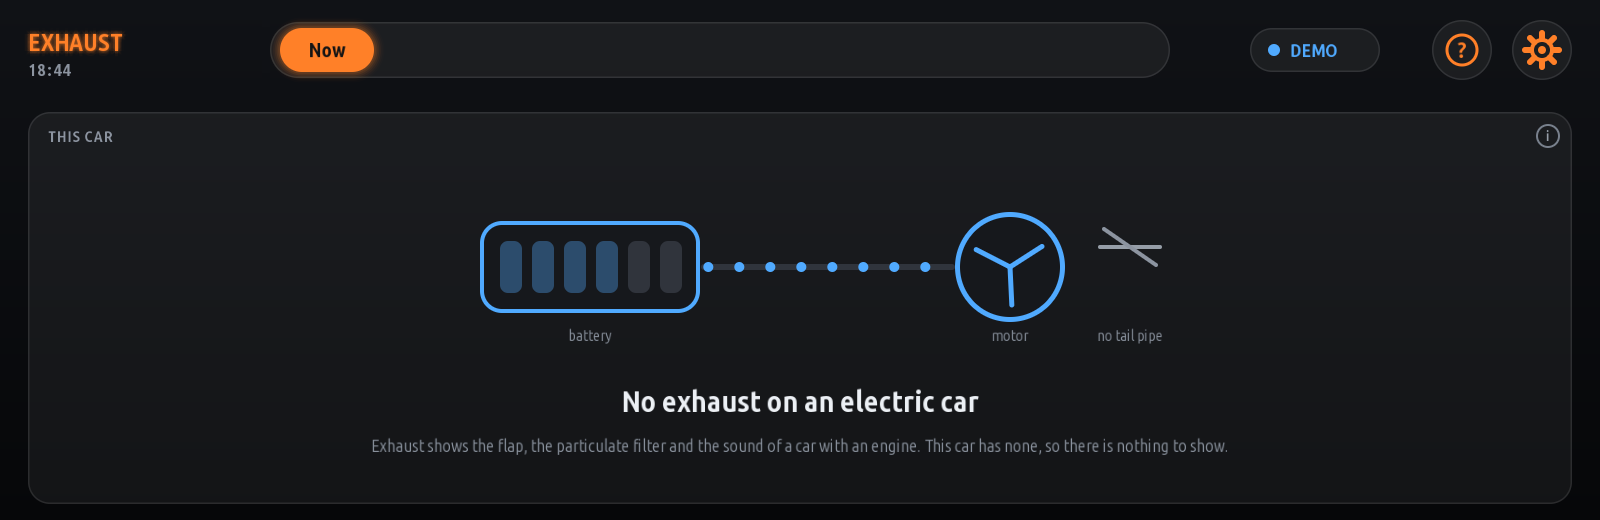 EXHAUST
18:44
Now
DEMO
?
THIS CAR
i
battery
motor
no tail pipe
No exhaust on an electric car
Exhaust shows the flap, the particulate filter and the sound of a car with an engine. This car has none, so there is nothing to show.